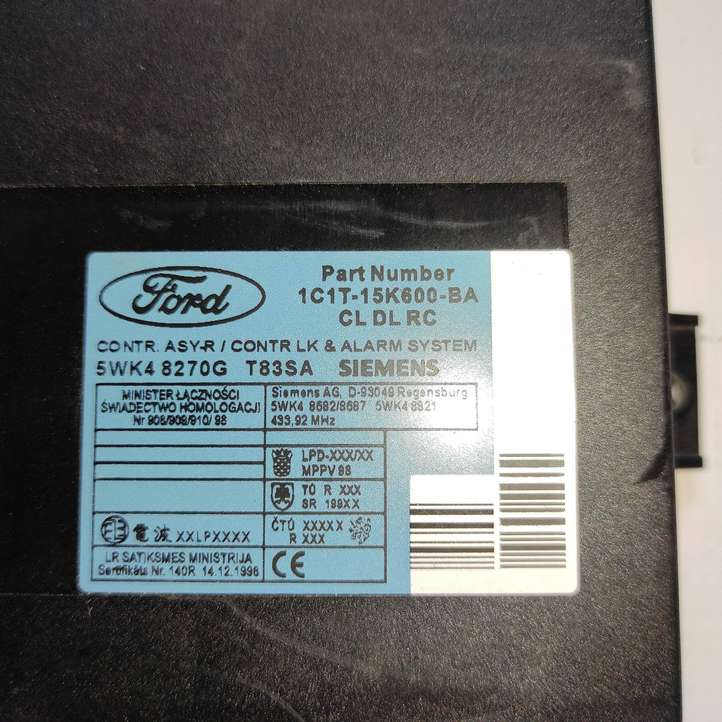 Ford
Part Number
1C1T-15K600-BA
CL DL RC
CONTR. ASY-R / CONTR LK & ALARM SYSTEM
5WK4 8270G T83SA SIEMENS
MINISTER ŁĄCZNOŚCI
ŚWIADECTWO HOMOLOGACJI
Nr 908/909/910/ 98
Siemens AG, D-93049 Regensburg
5WK4 8682/8687 5WK4 8921
433,92 MHz
LPD-XXX/XX
MPPV 98
TÚ R XXX
SR 199XX
電波 XXLPXXXX
ČTÚ XXXXX
R XXX
LR SATIKSMES MINISTRIJA
Sertifikāts Nr. 140R 14.12.1998
CE